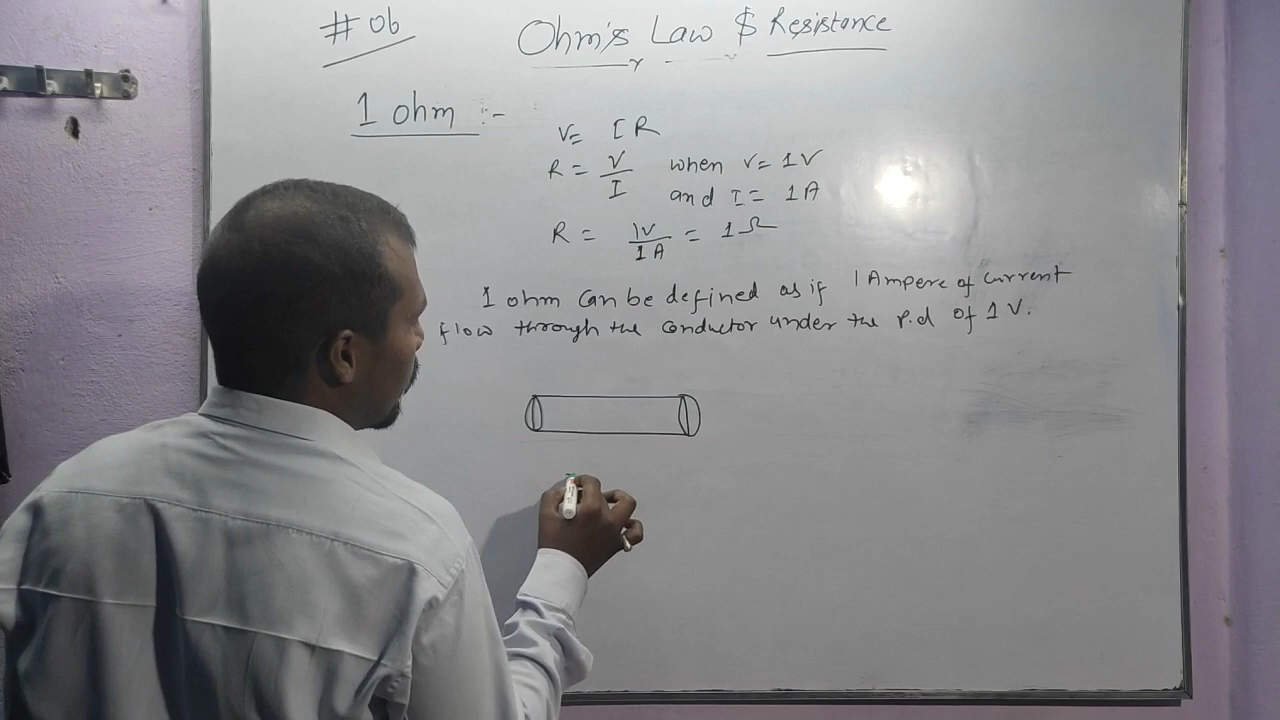 # 06
Ohm's Law $ Resistance
1 ohm :-
V= IR
R = V/I when V= 1V
and I = 1A
R = 1V/1A = 1Ω
1 ohm can be defined as if 1 Ampere of current
flow through the conductor under the P.d of 1V.